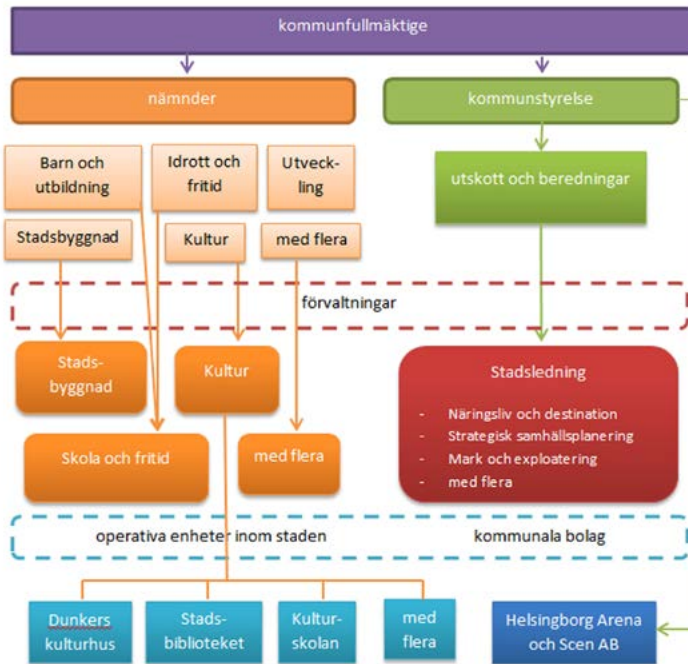 kommunfullmäktige
nämnder
kommunstyrelse
Barn och
utbildning
Idrott och
fritid
Utveck-
ling
utskott och beredningar
Stadsbyggnad
Kultur
med flera
förvaltningar
Stads-
byggnad
Kultur
Skola och fritid
med flera
Stadsledning
- Näringsliv och destination
- Strategisk samhällsplanering
- Mark och exploatering
- med flera
operativa enheter inom staden
kommunala bolag
Dunkers
kulturhus
Stads-
biblioteket
Kultur-
skolan
med
flera
Helsingborg Arena
och Scen AB